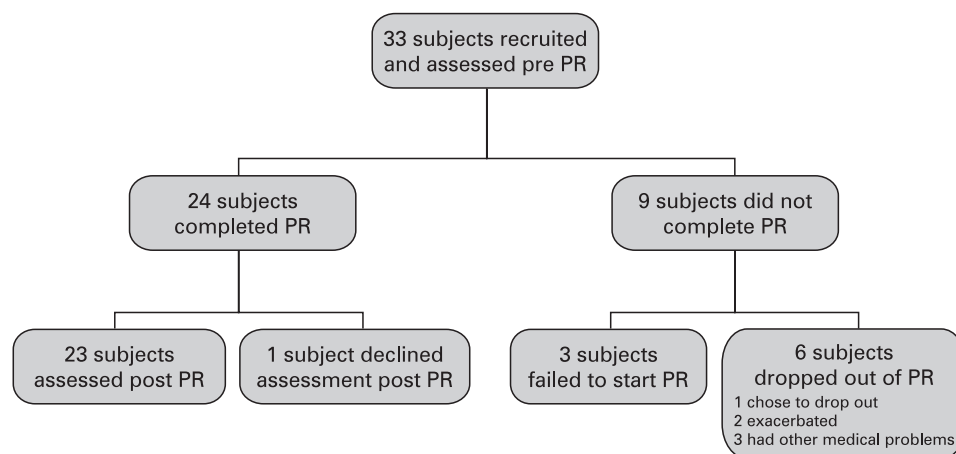 33 subjects recruited
and assessed pre PR
24 subjects
completed PR
9 subjects did not
complete PR
23 subjects
assessed post PR
1 subject declined
assessment post PR
3 subjects
failed to start PR
6 subjects
dropped out of PR
1 chose to drop out
2 exacerbated
3 had other medical problems